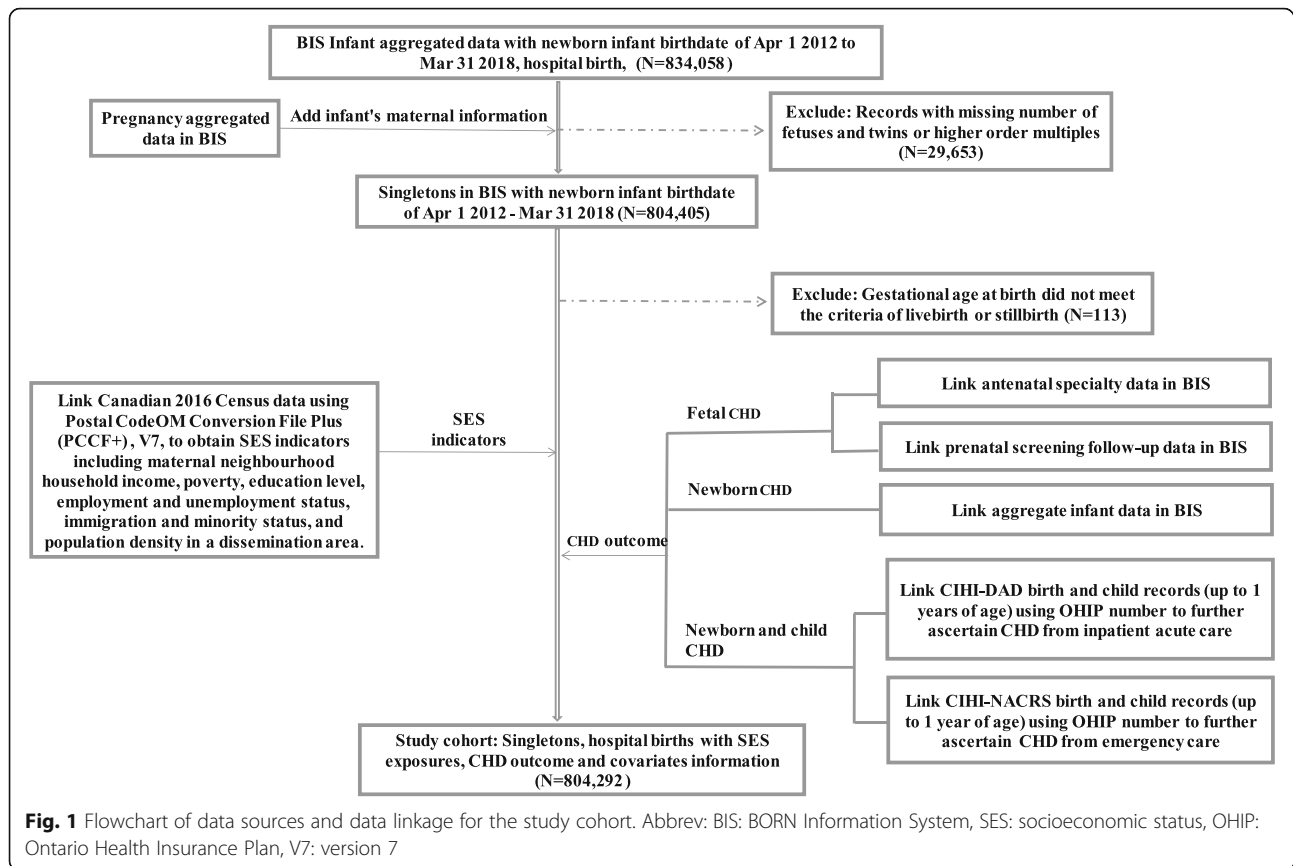 BIS Infant aggregated data with newborn infant birthdate of Apr 1 2012 to
Mar 31 2018, hospital birth, (N=834,058)
Pregnancy aggregated
data in BIS
Add infant's maternal information
Exclude: Records with missing number of
fetuses and twins or higher order multiples
(N=29,653)
Singletons in BIS with newborn infant birthdate
of Apr 1 2012 - Mar 31 2018 (N=804,405)
Exclude: Gestational age at birth did not meet
the criteria of livebirth or stillbirth (N=113)
Link Canadian 2016 Census data using
Postal CodeOM Conversion File Plus
(PCCF+) , V7, to obtain SES indicators
including maternal neighbourhood
household income, poverty, education level,
employment and unemployment status,
immigration and minority status, and
population density in a dissemination area.
SES
indicators
Fetal CHD
Link antenatal specialty data in BIS
Link prenatal screening follow-up data in BIS
Newborn CHD
Link aggregate infant data in BIS
CHD outcome
Newborn and child
CHD
Link CIHI-DAD birth and child records (up to 1
years of age) using OHIP number to further
ascertain CHD from inpatient acute care
Link CIHI-NACRS birth and child records (up
to 1 year of age) using OHIP number to further
ascertain CHD from emergency care
Study cohort: Singletons, hospital births with SES
exposures, CHD outcome and covariates information
(N=804,292)
Fig. 1 Flowchart of data sources and data linkage for the study cohort. Abbrev: BIS: BORN Information System, SES: socioeconomic status, OHIP:
Ontario Health Insurance Plan, V7: version 7